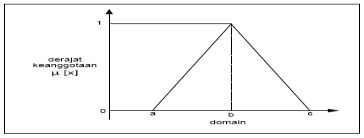 1
derajat
keanggotaan
μ [x]
0
a
b
c
domain